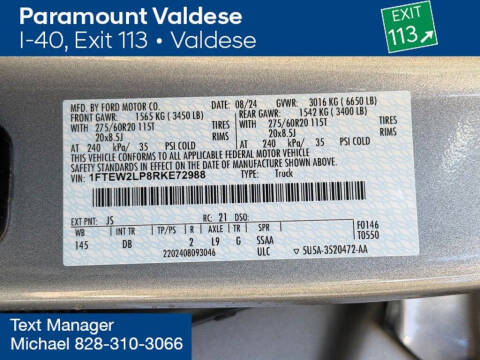 Paramount Valdese
I-40, Exit 113 • Valdese
EXIT
113
MFD. BY FORD MOTOR CO. 08/24 GVWR: 3016 KG ( 6650 LB)
FRONT GAWR: 1565 KG ( 3450 LB) REAR GAWR: 1542 KG ( 3400 LB)
WITH 275/60R20 115T TIRES WITH 275/60R20 115T TIRES
20x8.5J RIMS 20x8.5J RIMS
AT 240 kPa/ 35 PSI COLD AT 240 kPa/ 35 PSI COLD
THIS VEHICLE CONFORMS TO ALL APPLICABLE FEDERAL MOTOR VEHICLE
SAFETY STANDARDS IN EFFECT ON THE DATE OF MANUFACTURE SHOWN ABOVE.
VIN: 1FTEW2LP8RKE72988 TYPE: Truck
EXT PNT: JS RC: 21 DSO: F0146
WB INT TR TP/PS R AXLE TR SPR T0550
145 DB 2 L9 G SSAA
2202408093046 ULC ▽ 5U5A-3520472-AA
Text Manager
Michael 828-310-3066